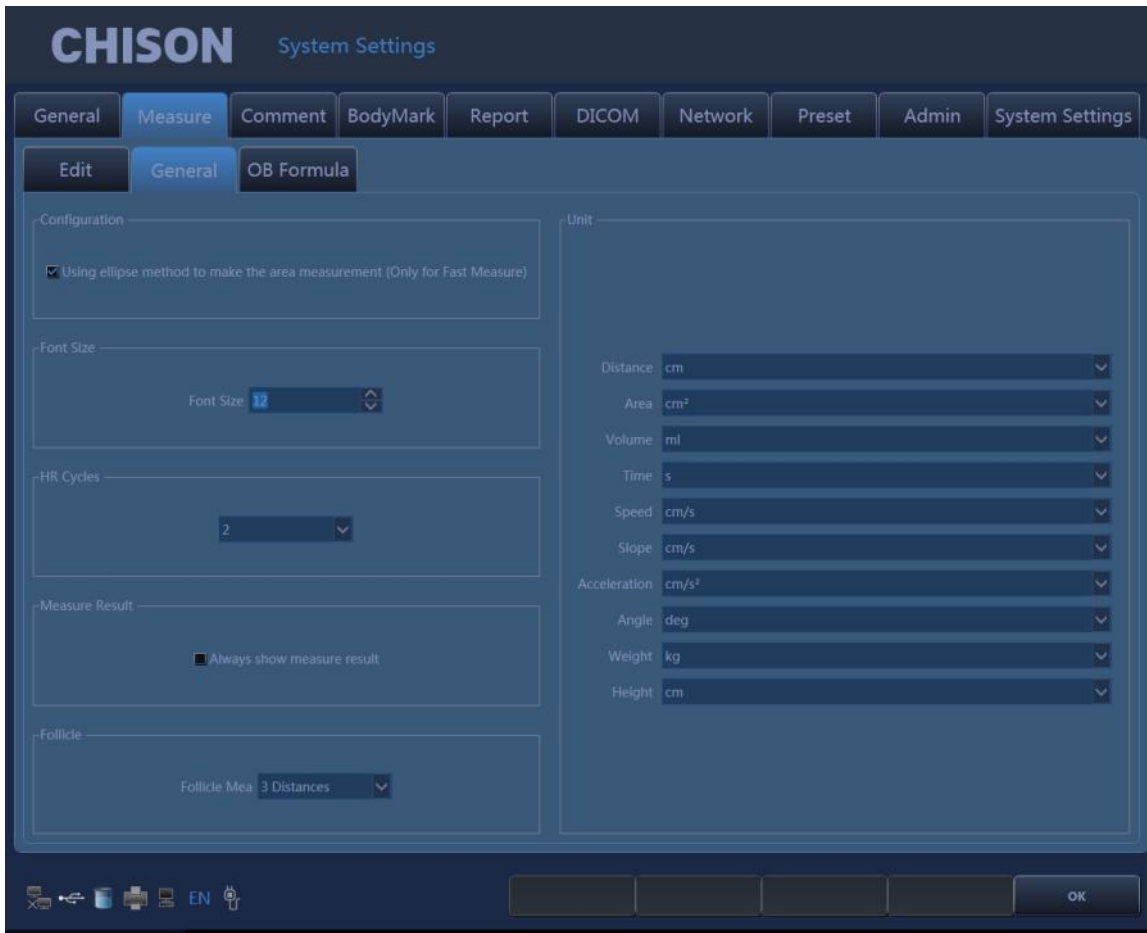 CHISON System Settings
General Measure Comment BodyMark Report DICOM Network Preset Admin System Settings
Edit General OB Formula
Configuration
Using ellipse method to make the area measurement (Only for Fast Measure)
Font Size
Font Size 12
HR Cycles
2
Measure Result
Always show measure result
Follicle
Follicle Mea 3 Distances
Unit
Distance cm
Area cm²
Volume ml
Time s
Speed cm/s
Slope cm/s
Acceleration cm/s²
Angle deg
Weight kg
Height cm
EN
OK